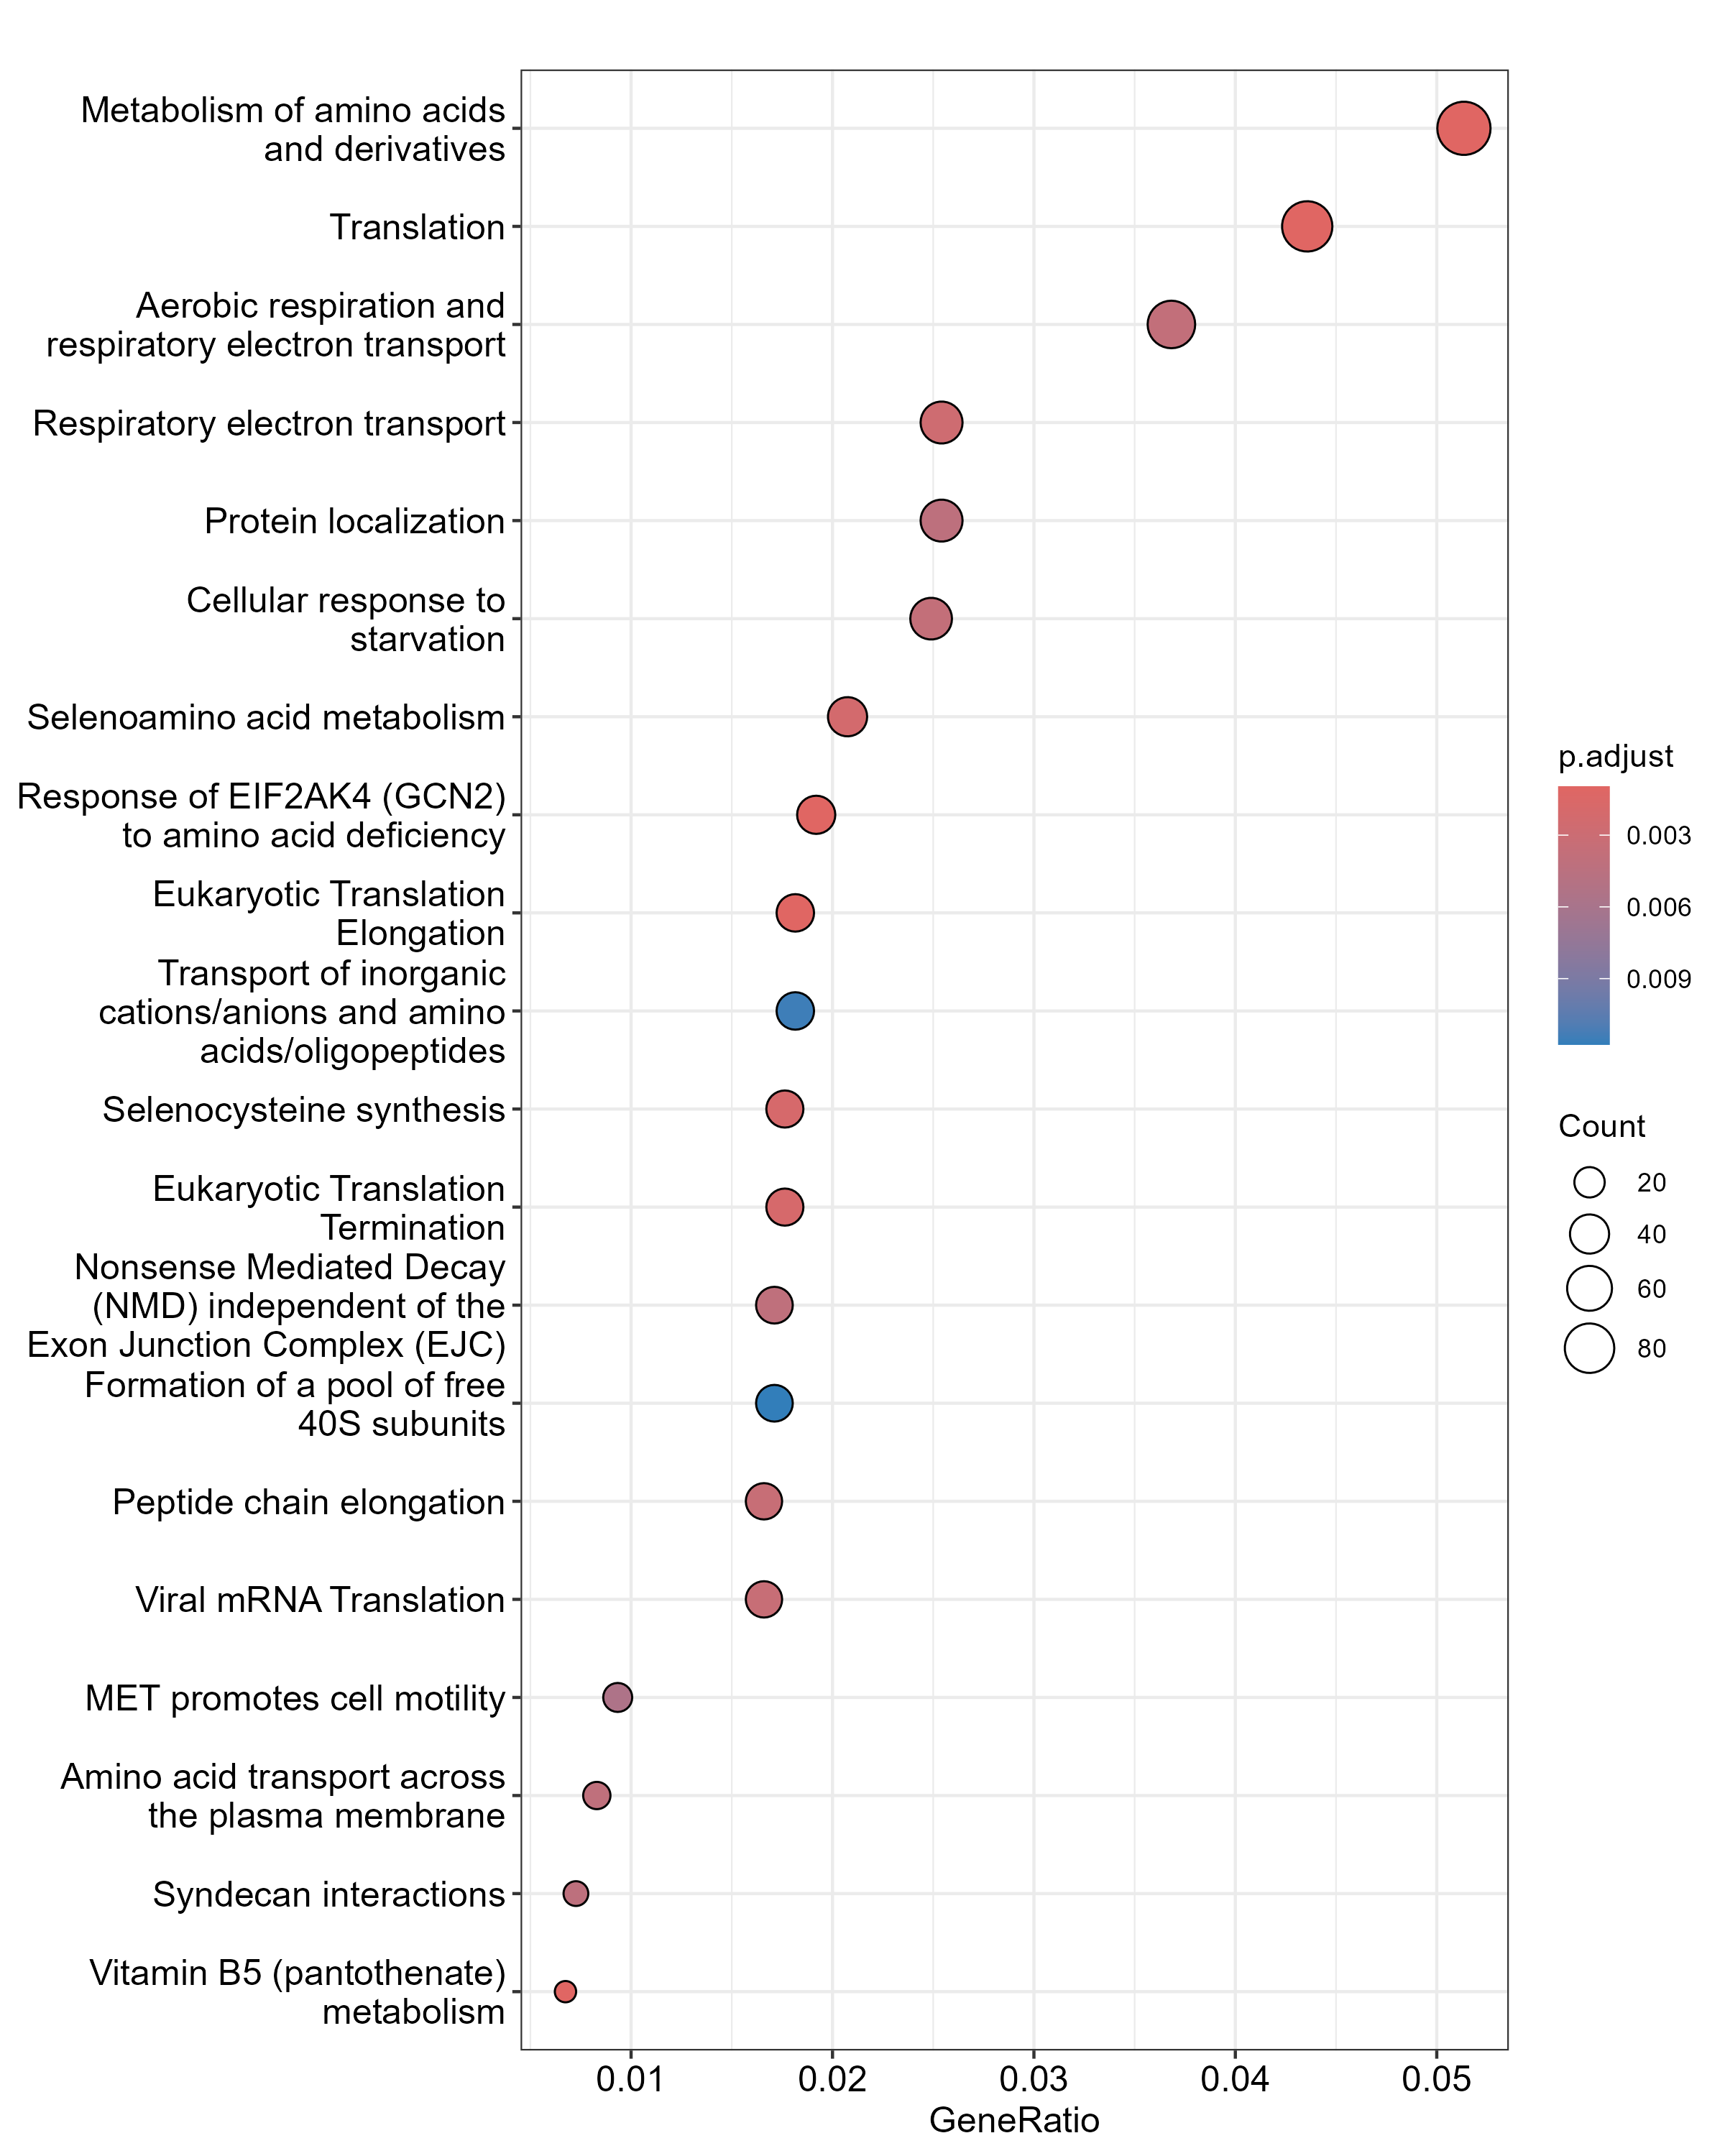 Metabolism of amino acids
and derivatives
Translation
Aerobic respiration and
respiratory electron transport
Respiratory electron transport
Protein localization
Cellular response to
starvation
Selenoamino acid metabolism
Response of EIF2AK4 (GCN2)
to amino acid deficiency
Eukaryotic Translation
Elongation
Transport of inorganic
cations/anions and amino
acids/oligopeptides
Selenocysteine synthesis
Eukaryotic Translation
Termination
Nonsense Mediated Decay
(NMD) independent of the
Exon Junction Complex (EJC)
Formation of a pool of free
40S subunits
Peptide chain elongation
Viral mRNA Translation
MET promotes cell motility
Amino acid transport across
the plasma membrane
Syndecan interactions
Vitamin B5 (pantothenate)
metabolism
0.01
0.02
0.03
0.04
0.05
GeneRatio
p.adjust
0.003
0.006
0.009
Count
20
40
60
80